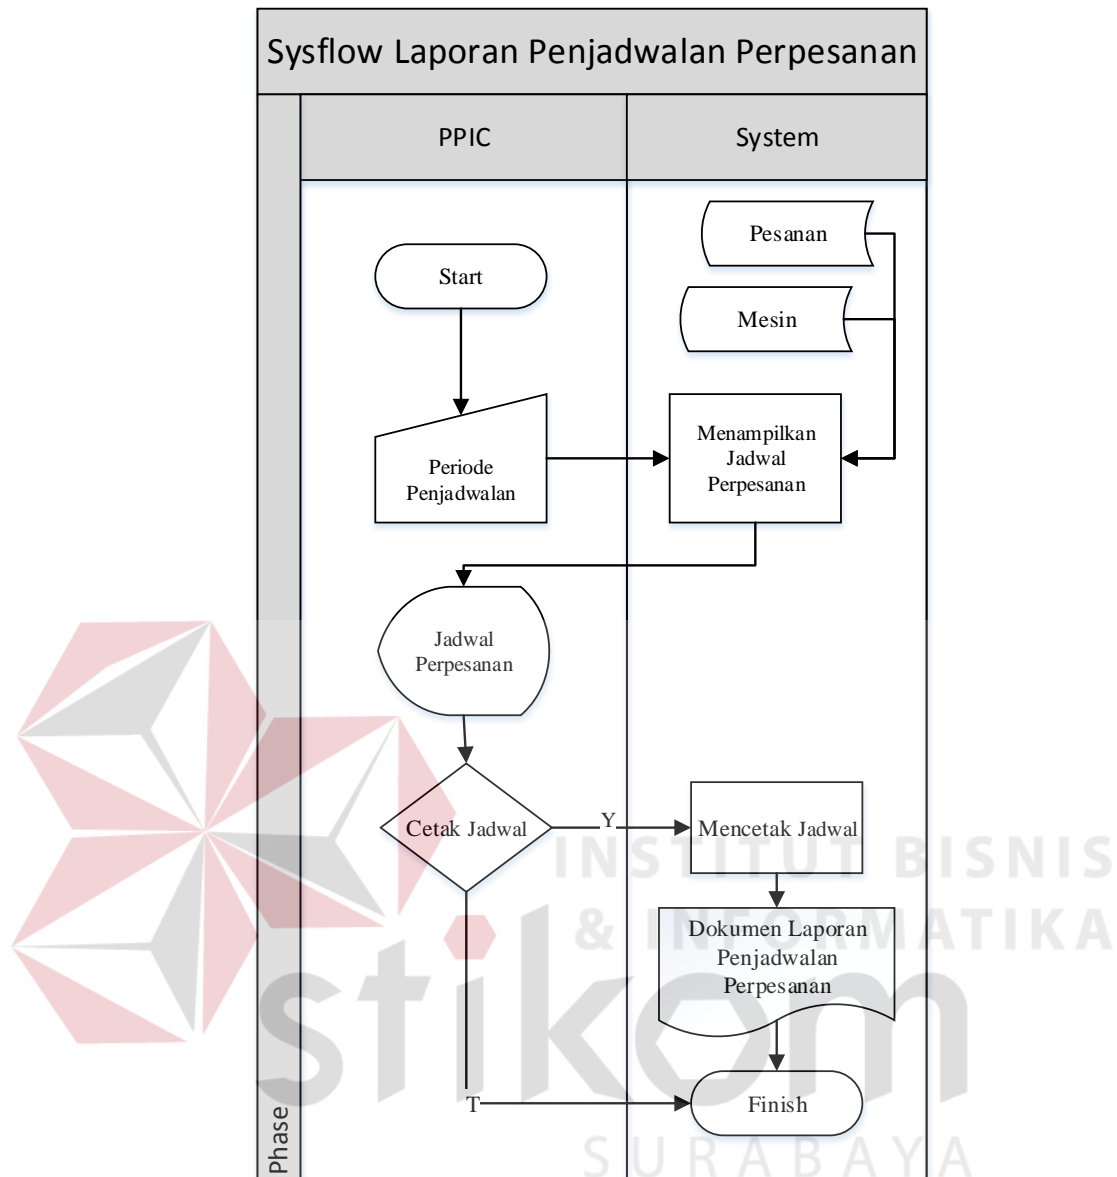 Sysflow Laporan Penjadwalan Perpesanan
PPIC
System
Pesanan
Start
Mesin
Menampilkan
Jadwal
Perpesanan
Periode
Penjadwalan
Jadwal
Perpesanan
Cetak Jadwal
Y
Mencetak Jadwal
INSTITUT BISNIS
& INFORMATIKA
Dokumen Laporan
Penjadwalan
Perpesanan
stikom
T
Finish
Phase
SURABAYA